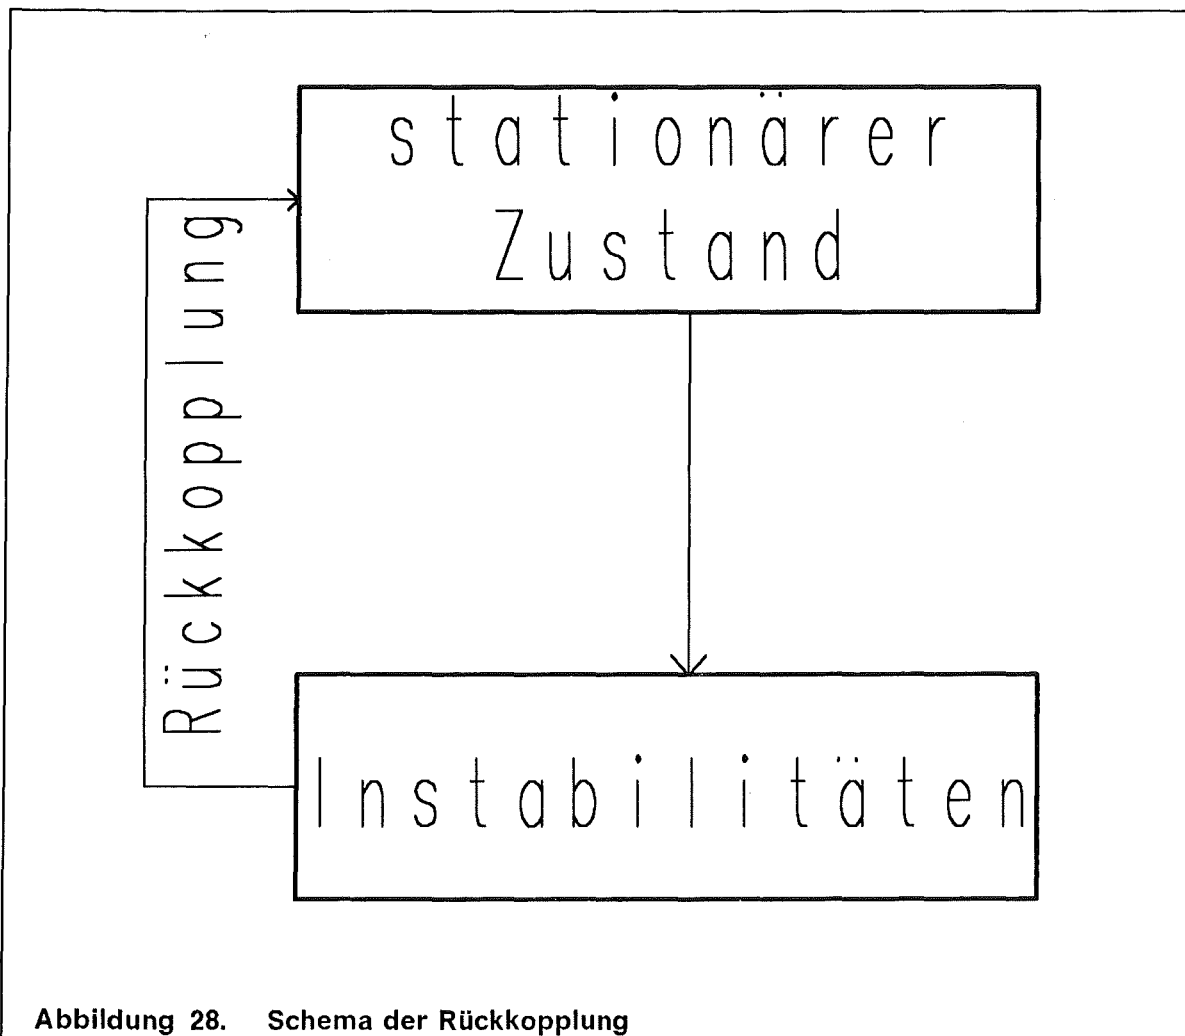 stationärer
Zustand
Rückkopplung
Instabilitäten
Abbildung 28. Schema der Rückkopplung